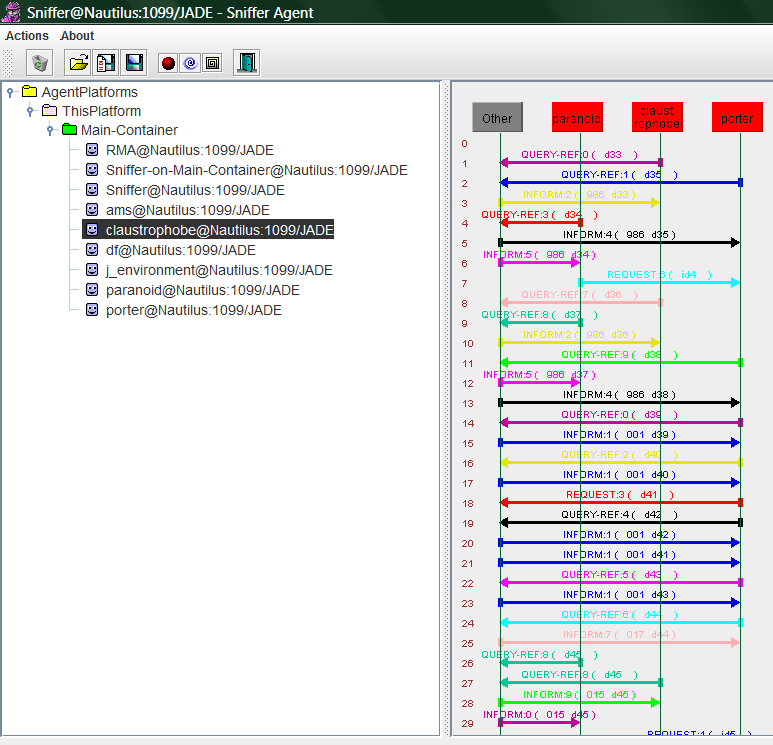 Sniffer@Nautilus:1099/JADE - Sniffer Agent
Actions About
AgentPlatforms
ThisPlatform
Main-Container
RMA@Nautilus:1099/JADE
Sniffer-on-Main-Container@Nautilus:1099/JADE
Sniffer@Nautilus:1099/JADE
ams@Nautilus:1099/JADE
claustrophobe@Nautilus:1099/JADE
df@Nautilus:1099/JADE
j_environment@Nautilus:1099/JADE
paranoid@Nautilus:1099/JADE
porter@Nautilus:1099/JADE
Other paranoid claust porter
rophobe
0
QUERY-REF:0 ( d33 )
1
QUERY-REF:1 ( d35 )
2
INFORM:2 ( 986 d33 )
3
QUERY-REF:3 ( d34 )
4
INFORM:4 ( 986 d35 )
5
INFORM:5 ( 986 d34 )
6
REQUEST:6 ( id4 )
7
QUERY-REF:7 ( d36 )
8
QUERY-REF:8 ( d37 )
9
INFORM:2 ( 986 d36 )
10
QUERY-REF:9 ( d38 )
11
INFORM:5 ( 986 d37 )
12
INFORM:4 ( 986 d38 )
13
QUERY-REF:0 ( d39 )
14
INFORM:1 ( 001 d39 )
15
QUERY-REF:2 ( d40 )
16
INFORM:1 ( 001 d40 )
17
REQUEST:3 ( d41 )
18
QUERY-REF:4 ( d42 )
19
INFORM:1 ( 001 d42 )
20
INFORM:1 ( 001 d41 )
21
QUERY-REF:5 ( d43 )
22
INFORM:1 ( 001 d43 )
23
QUERY-REF:6 ( d44 )
24
INFORM:7 ( 017 d44 )
25
QUERY-REF:8 ( d45 )
26
QUERY-REF:8 ( d45 )
27
INFORM:9 ( 015 d45 )
28
INFORM:0 ( 015 d45 )
29
REQUEST:1 ( id5 )